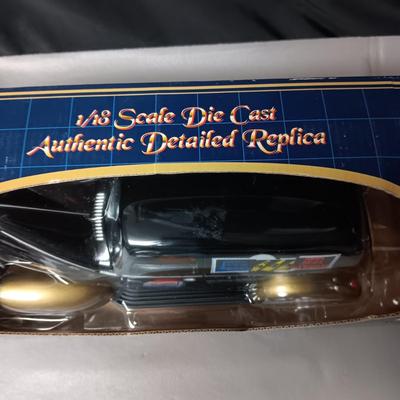 1/18 Scale Die Cast
Authentic Detailed Replica